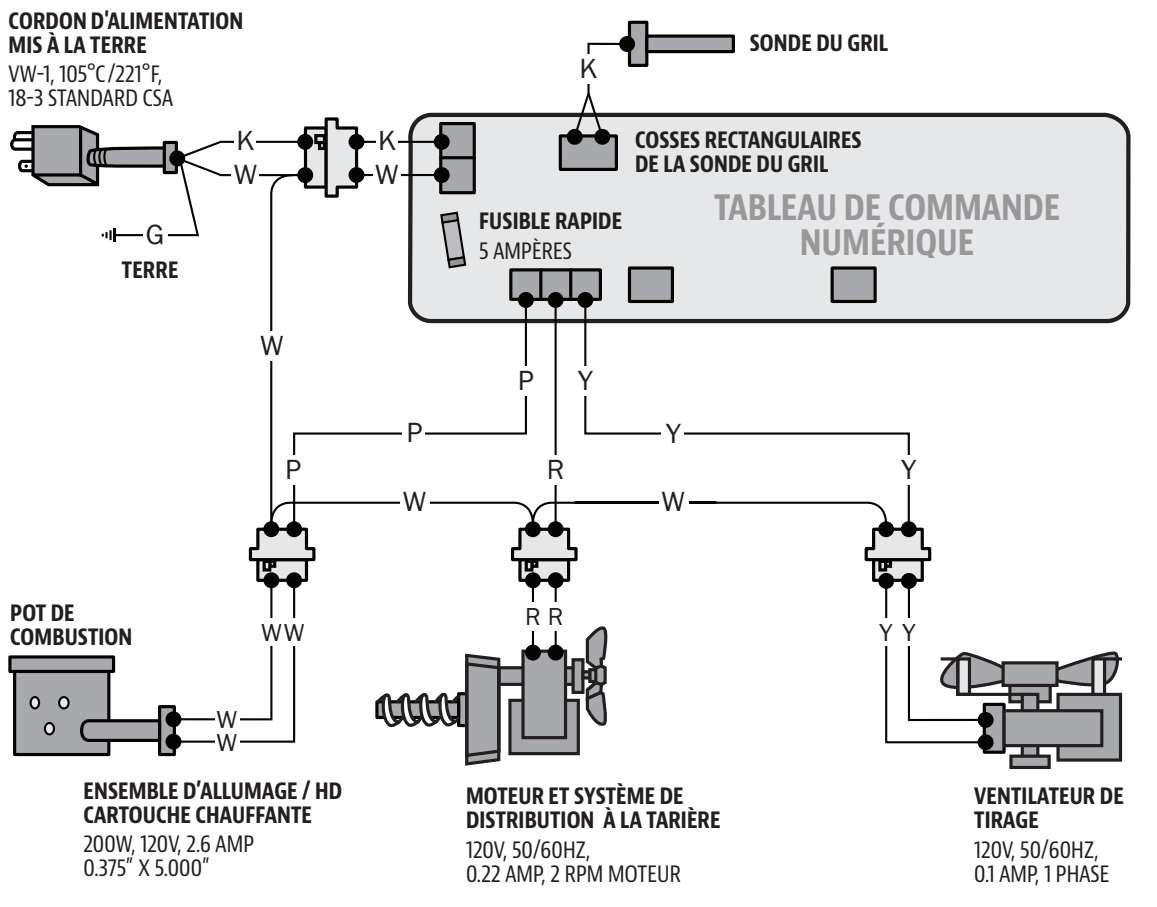 CORDON D'ALIMENTATION
MIS À LA TERRE
VW-1, 105°C/221°F,
18-3 STANDARD CSA
SONDE DU GRIL
K
K
W
K
W
G
TERRE
COSSES RECTANGULAIRES
DE LA SONDE DU GRIL
TABLEAU DE COMMANDE
NUMÉRIQUE
FUSIBLE RAPIDE
5 AMPÈRES
W
P
Y
P
Y
P
R
Y
W
W
POT DE
COMBUSTION
W W
R R
Y Y
W
W
ENSEMBLE D'ALLUMAGE / HD
CARTOUCHE CHAUFFANTE
200W, 120V, 2.6 AMP
0.375" X 5.000"
MOTEUR ET SYSTÈME DE
DISTRIBUTION À LA TARIÈRE
120V, 50/60HZ,
0.22 AMP, 2 RPM MOTEUR
VENTILATEUR DE
TIRAGE
120V, 50/60HZ,
0.1 AMP, 1 PHASE